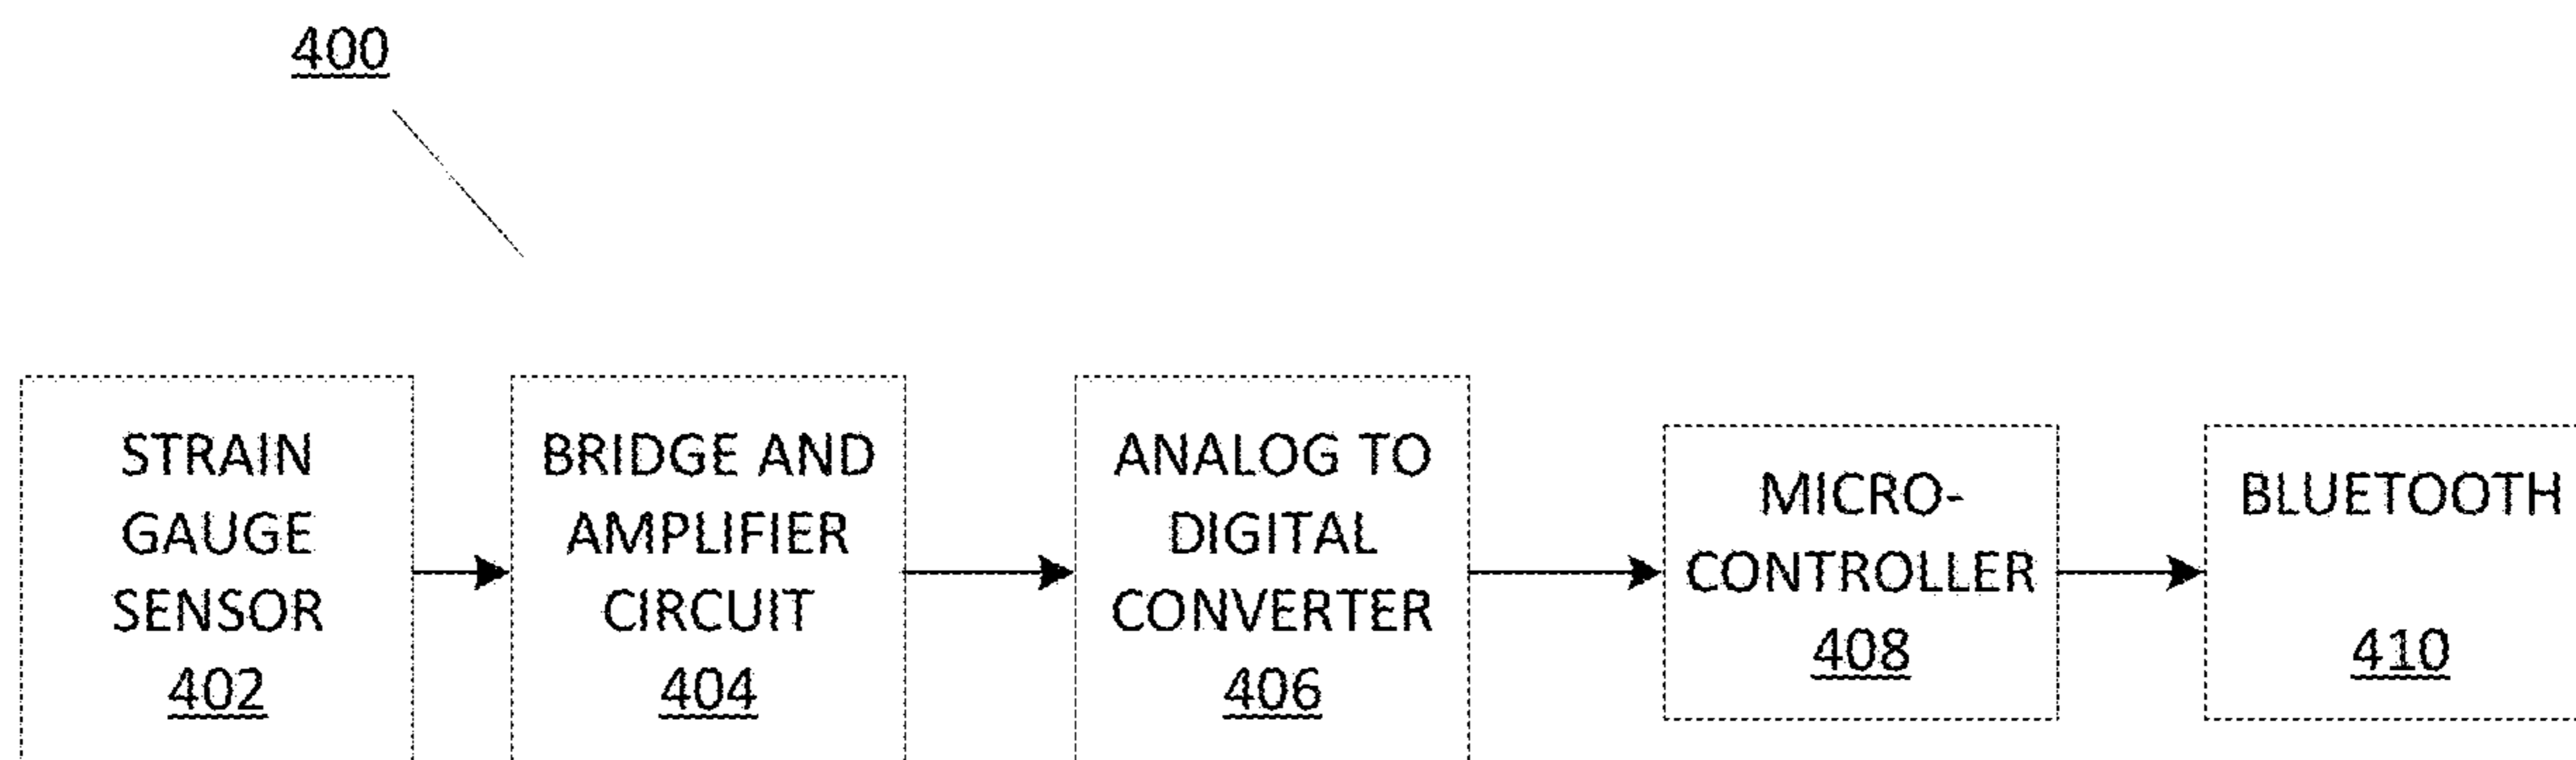 400
STRAIN
GAUGE
SENSOR
402
BRIDGE AND
AMPLIFIER
CIRCUIT
404
ANALOG TO
DIGITAL
CONVERTER
406
MICRO-
CONTROLLER
408
BLUETOOTH
410